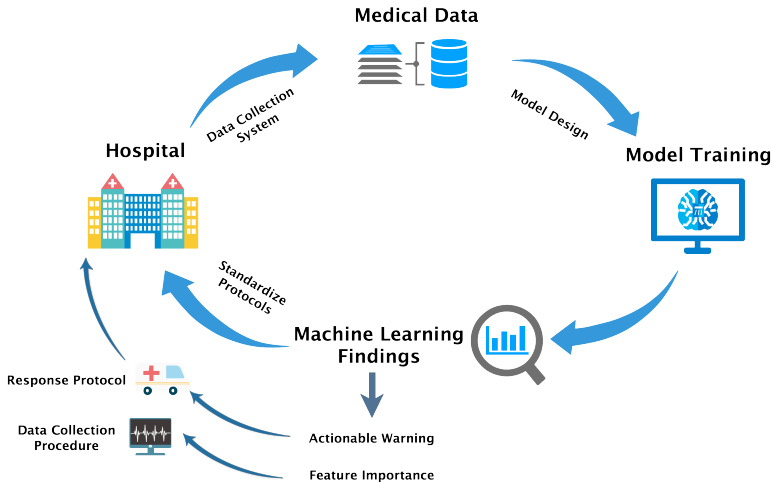 Medical Data
Data Collection
System
Model Design
Hospital
Model Training
Standardize
Protocols
Machine Learning
Findings
Response Protocol
Data Collection
Procedure
Actionable Warning
Feature Importance